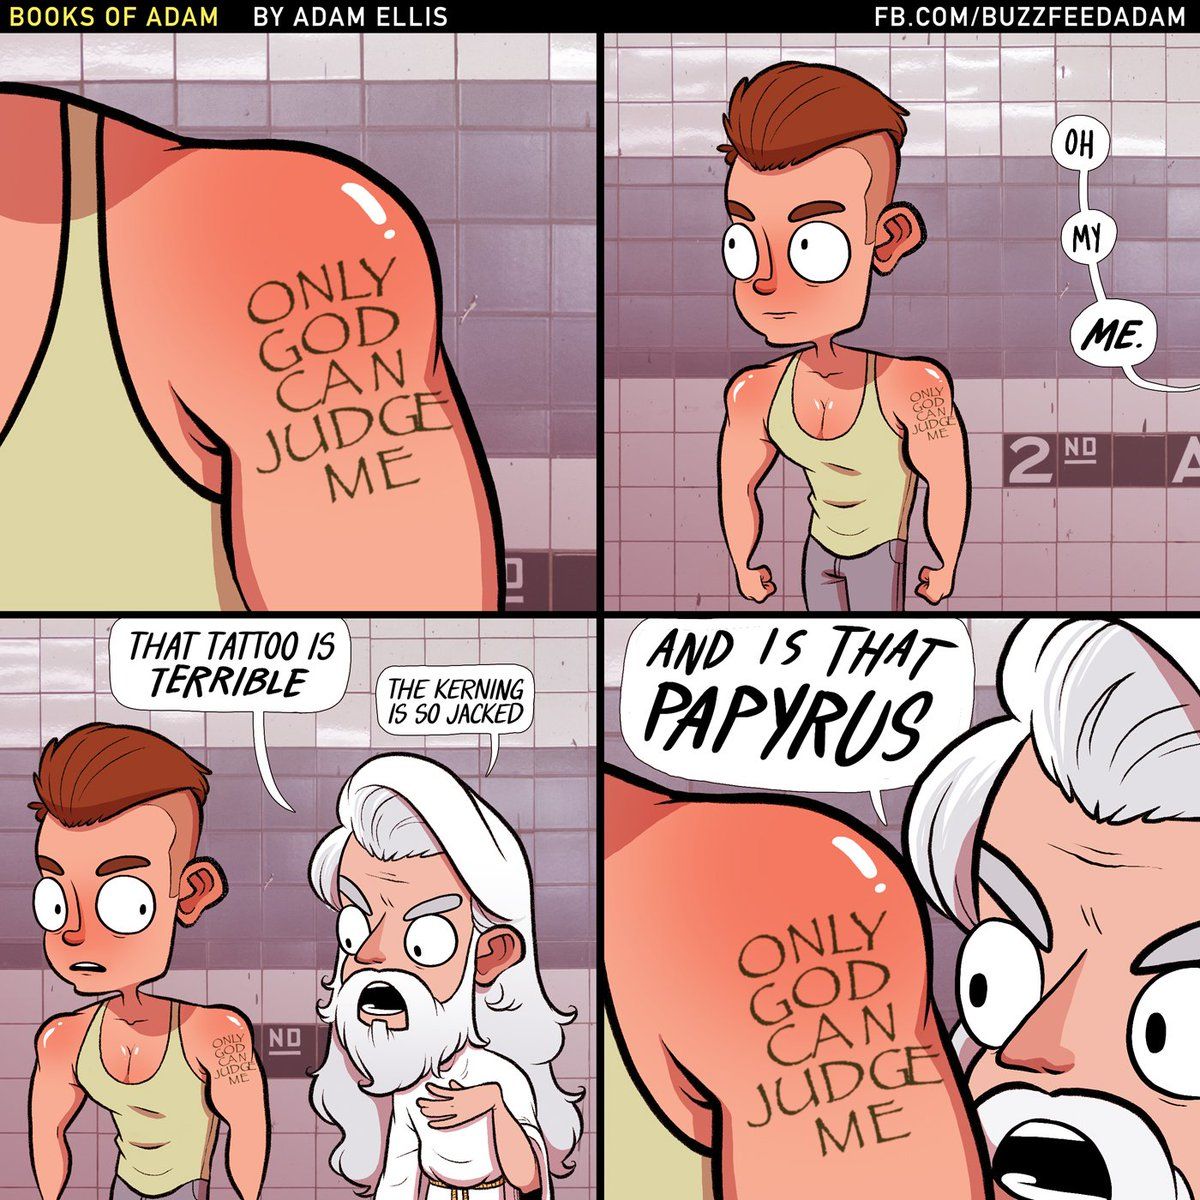 BOOKS OF ADAM BY ADAM ELLIS
FB.COM/BUZZFEEDADAM
ONLY
GOD
CAN
JUDGE
ME
OH
MY
ME.
ONLY
GOD
CAN
JUDGE
ME
2ND A
THAT TATTOO IS
TERRIBLE
THE KERNING
IS SO JACKED
ONLY
GOD
CAN
JUDGE
ME
ND
AND IS THAT
PAPYRUS
ONLY
GOD
CAN
JUDGE
ME